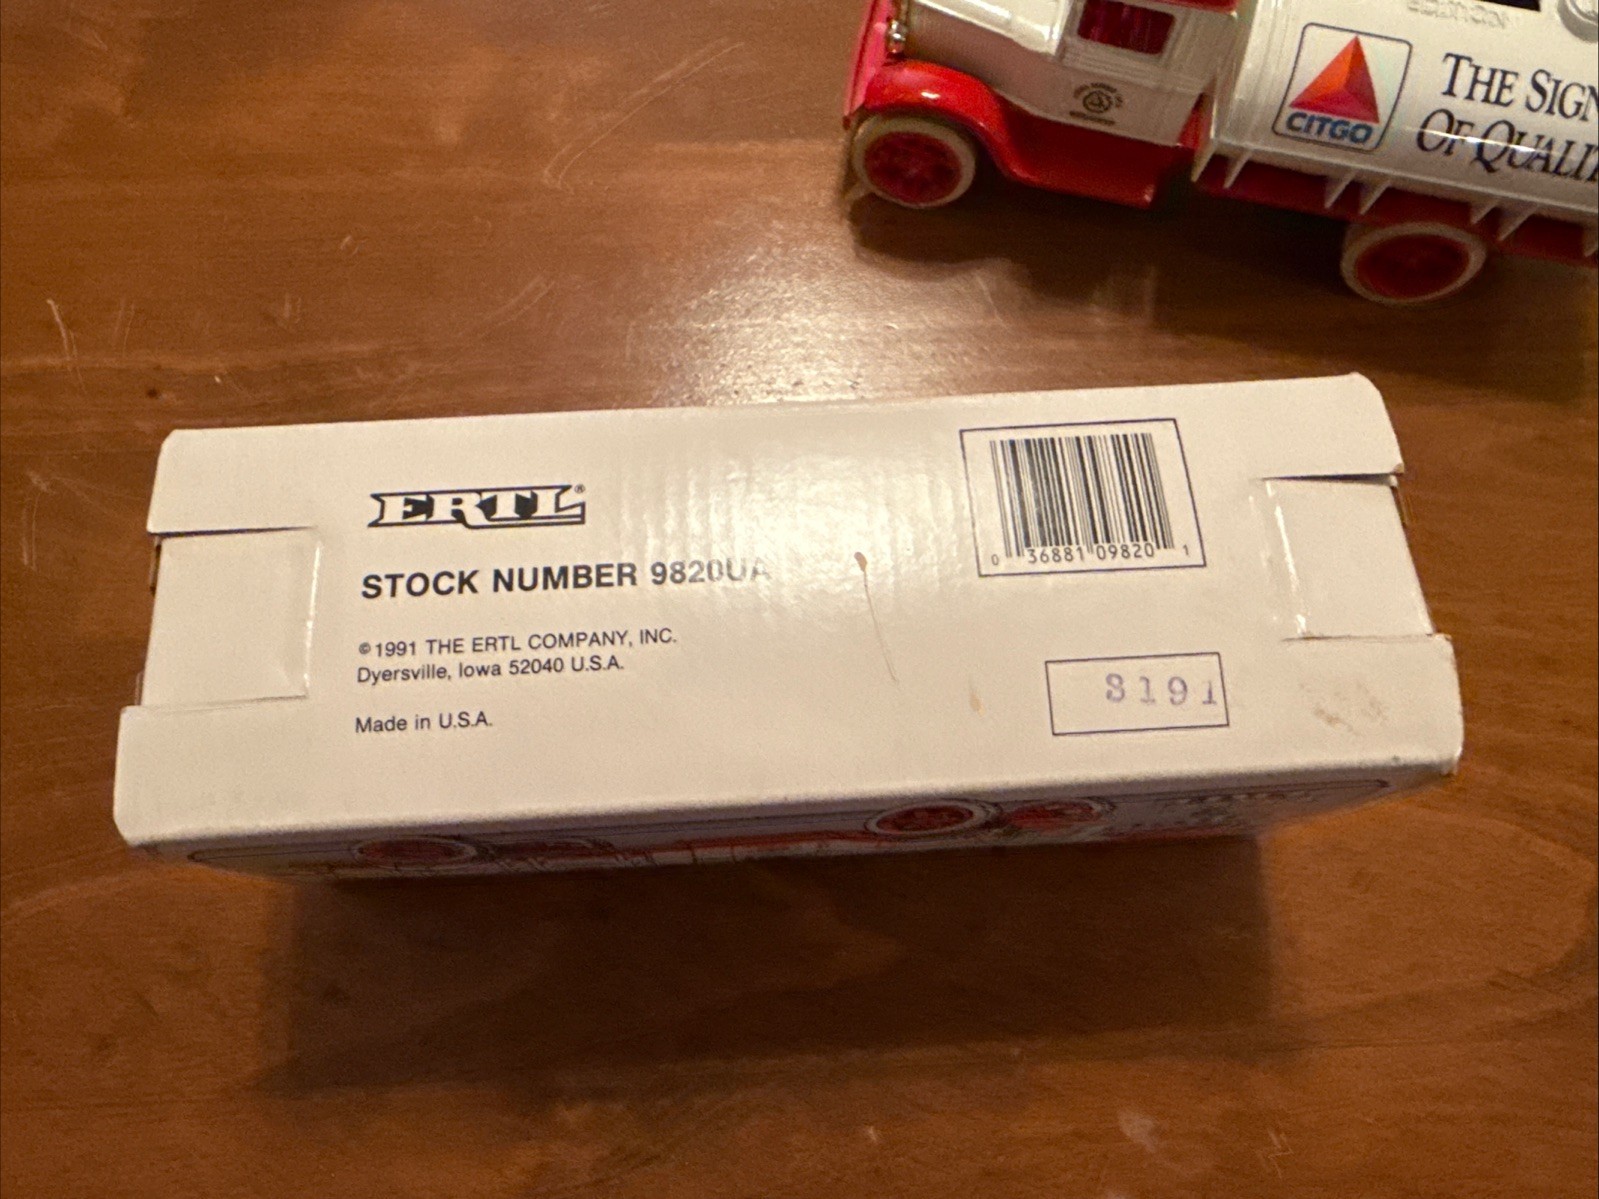 CITGO
THE SIGN
OF QUALIT
ERTL®
STOCK NUMBER 9820UA
©1991 THE ERTL COMPANY, INC.
Dyersville, Iowa 52040 U.S.A.
Made in U.S.A.
0 36881 09820 1
8191